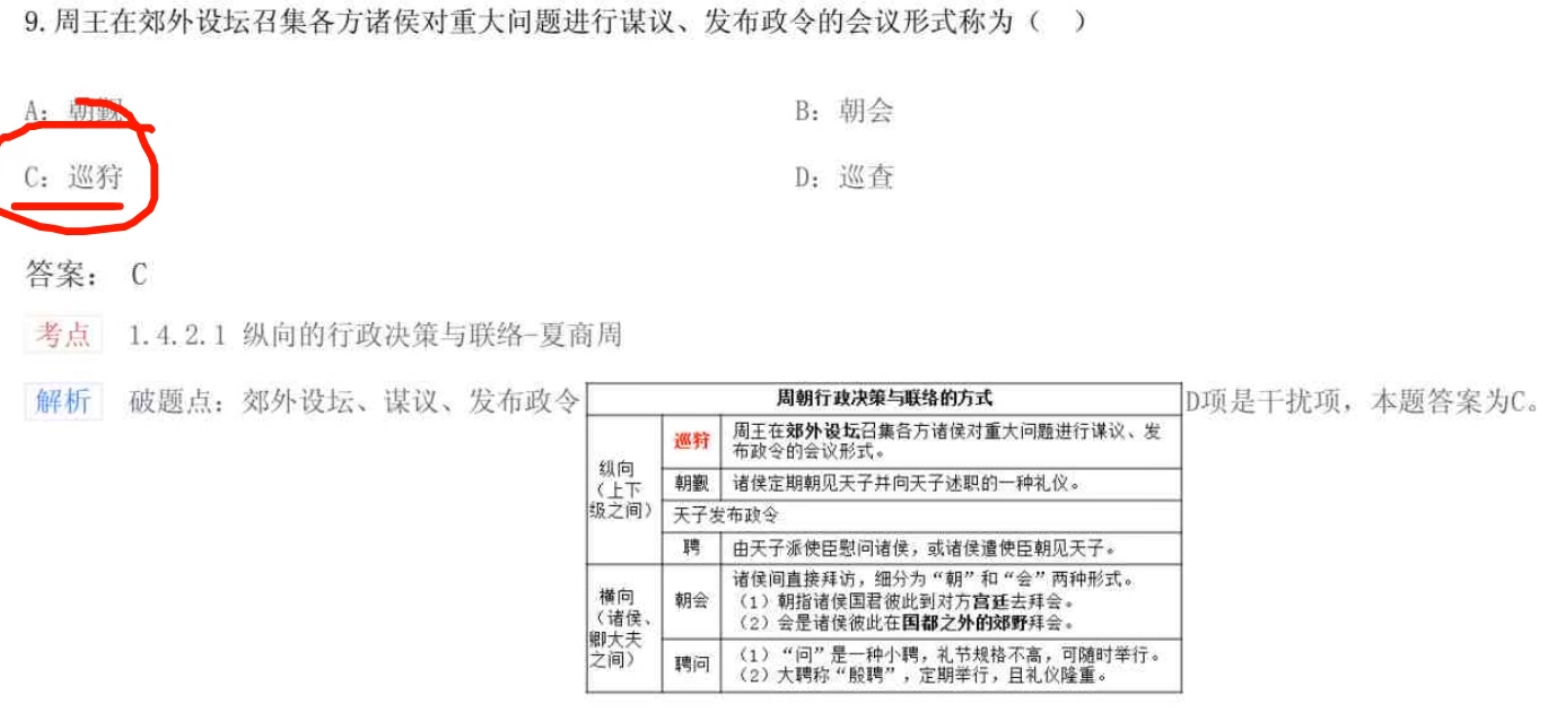 9.周王在郊外设坛召集各方诸侯对重大问题进行谋议、发布政令的会议形式称为（ ）
A：朝觐
B：朝会
C：巡狩
D：巡查
答案： C
考点 1.4.2.1 纵向的行政决策与联络-夏商周
解析 破题点：郊外设坛、谋议、发布政令
D项是干扰项，本题答案为C。
周朝行政决策与联络的方式
纵向
（上下
级之间）
巡狩
周王在郊外设坛召集各方诸侯对重大问题进行谋议、发
布政令的会议形式。
朝觐
诸侯定期朝见天子并向天子述职的一种礼仪。
天子发布政令
聘
由天子派使臣慰问诸侯，或诸侯遣使臣朝见天子。
横向
（诸侯、
卿大夫
之间）
朝会
诸侯间直接拜访，细分为“朝”和“会”两种形式。
（1）朝指诸侯国君彼此到对方宫廷去拜会。
（2）会是诸侯彼此在国都之外的郊野拜会。
聘问
（1）“问”是一种小聘，礼节规格不高，可随时举行。
（2）大聘称“殷聘”，定期举行，且礼仪隆重。